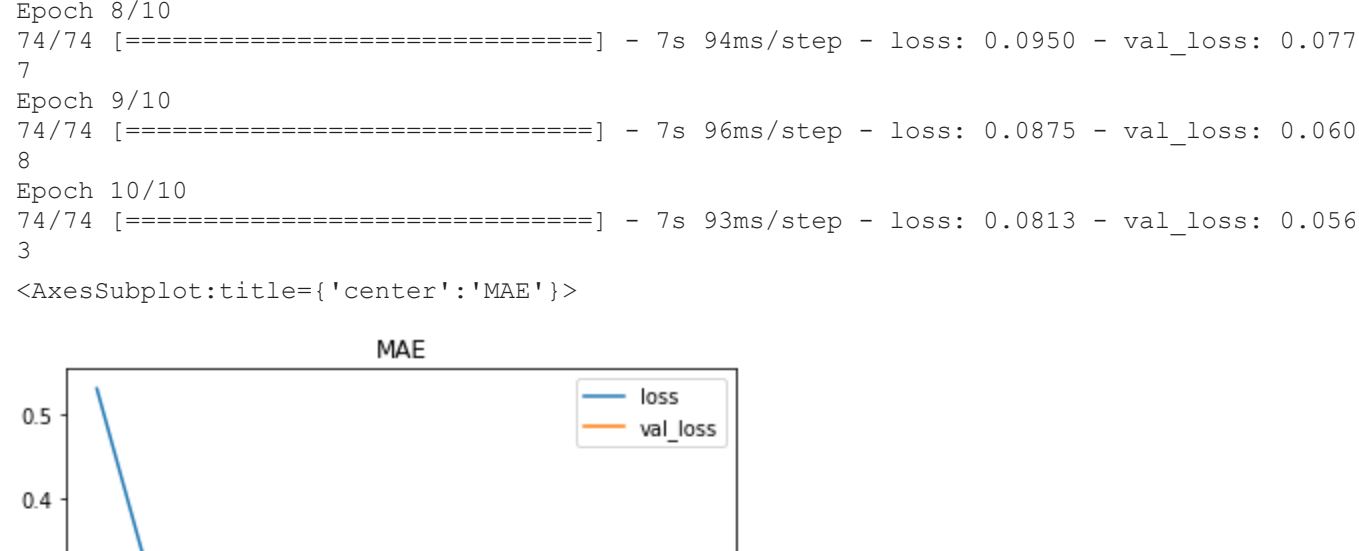 Epoch 8/10
74/74 [==============================] - 7s 94ms/step - loss: 0.0950 - val_loss: 0.077
7
Epoch 9/10
74/74 [==============================] - 7s 96ms/step - loss: 0.0875 - val_loss: 0.060
8
Epoch 10/10
74/74 [==============================] - 7s 93ms/step - loss: 0.0813 - val_loss: 0.056
3
<AxesSubplot:title={'center':'MAE'}>
MAE
loss
val_loss
0.5
0.4